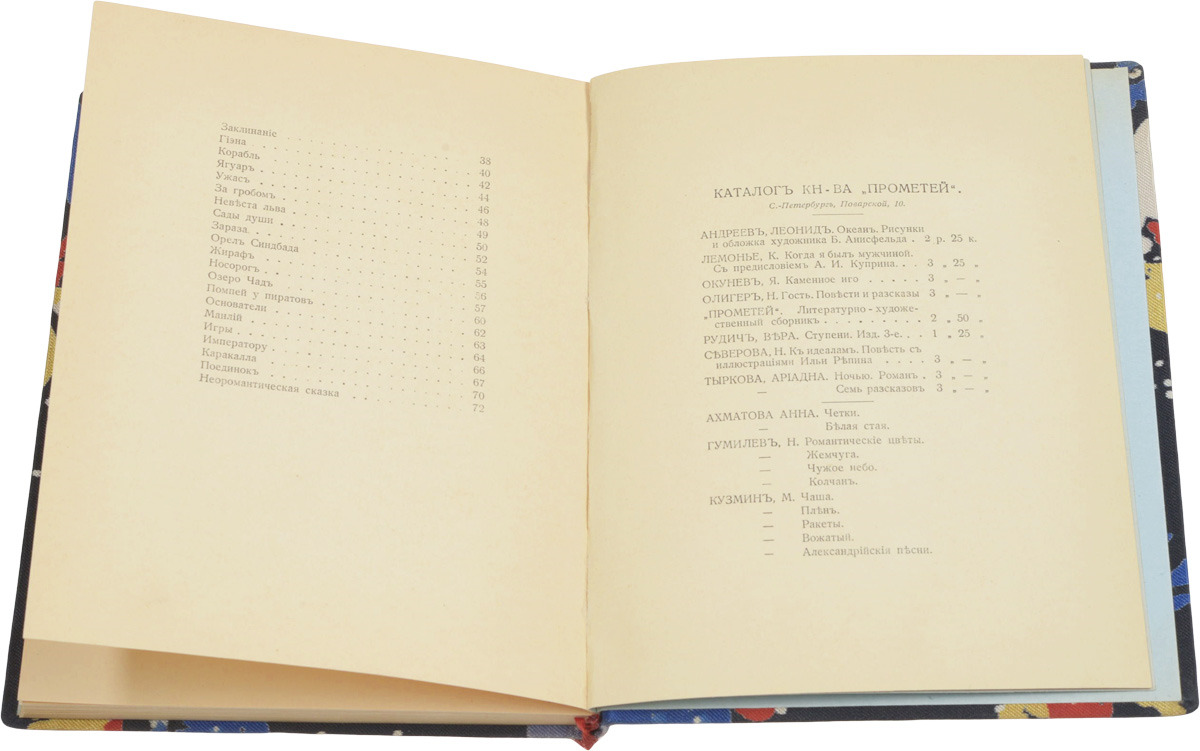 Заклинаніе . . . . . . . . . . 38
Гіэна . . . . . . . . . . 40
Корабль . . . . . . . . . . 42
Ягуаръ . . . . . . . . . . 44
Ужасъ . . . . . . . . . . 46
За гробомъ . . . . . . . . . . 48
Невѣста льва . . . . . . . . . . 49
Сады души . . . . . . . . . . 50
Зараза . . . . . . . . . . 52
Орелъ Синдбада . . . . . . . . . . 54
Жирафъ . . . . . . . . . . 55
Носорогъ . . . . . . . . . . 56
Озеро Чадъ . . . . . . . . . . 57
Помпей у пиратовъ . . . . . . . . . . 60
Основатели . . . . . . . . . . 62
Манлій . . . . . . . . . . 63
Игры . . . . . . . . . . 64
Императору . . . . . . . . . . 66
Каракалла . . . . . . . . . . 67
Поединокъ . . . . . . . . . . 70
Неоромантическая сказка . . . . . . . . 72
КАТАЛОГЪ КН-ВА „ПРОМЕТЕЙ“.
С.-Петербургъ, Поварской, 10.
АНДРЕЕВЪ, ЛЕОНИДЪ. Океанъ. Рисунки
и обложка художника Б. Анисфельда . 2 р. 25 к.
ЛЕМОНЬЕ, К. Когда я былъ мужчиной.
Съ предисловіемъ А. И. Куприна. . . 3 „ 25 „
ОКУНЕВЪ, Я. Каменное иго . . . . . 3 „ — „
ОЛИГЕРЪ, Н. Гость. Повѣсти и разсказы 3 „ — „
„ПРОМЕТЕЙ“. Литературно-художе-
ственный сборникъ . . . . . . . . 2 „ 50 „
РУДИЧЪ, ВѢРА. Ступени. Изд. 3-е. . . 1 „ 25 „
СѢВЕРОВА, Н. Къ идеаламъ. Повѣсть съ
иллюстраціями Ильи Рѣпина . . . . 3 „ — „
ТЫРКОВА, АРІАДНА. Ночью. Романъ . 3 „ — „
— Семь разсказовъ 3 „ — „
АХМАТОВА АННА. Четки.
— Бѣлая стая.
ГУМИЛЕВЪ, Н. Романтическіе цвѣты.
— Жемчуга.
— Чужое небо.
— Колчанъ.
КУЗМИНЪ, М. Чаша.
— Плѣнъ.
— Ракеты.
— Вожатый.
— Александрійскія пѣсни.